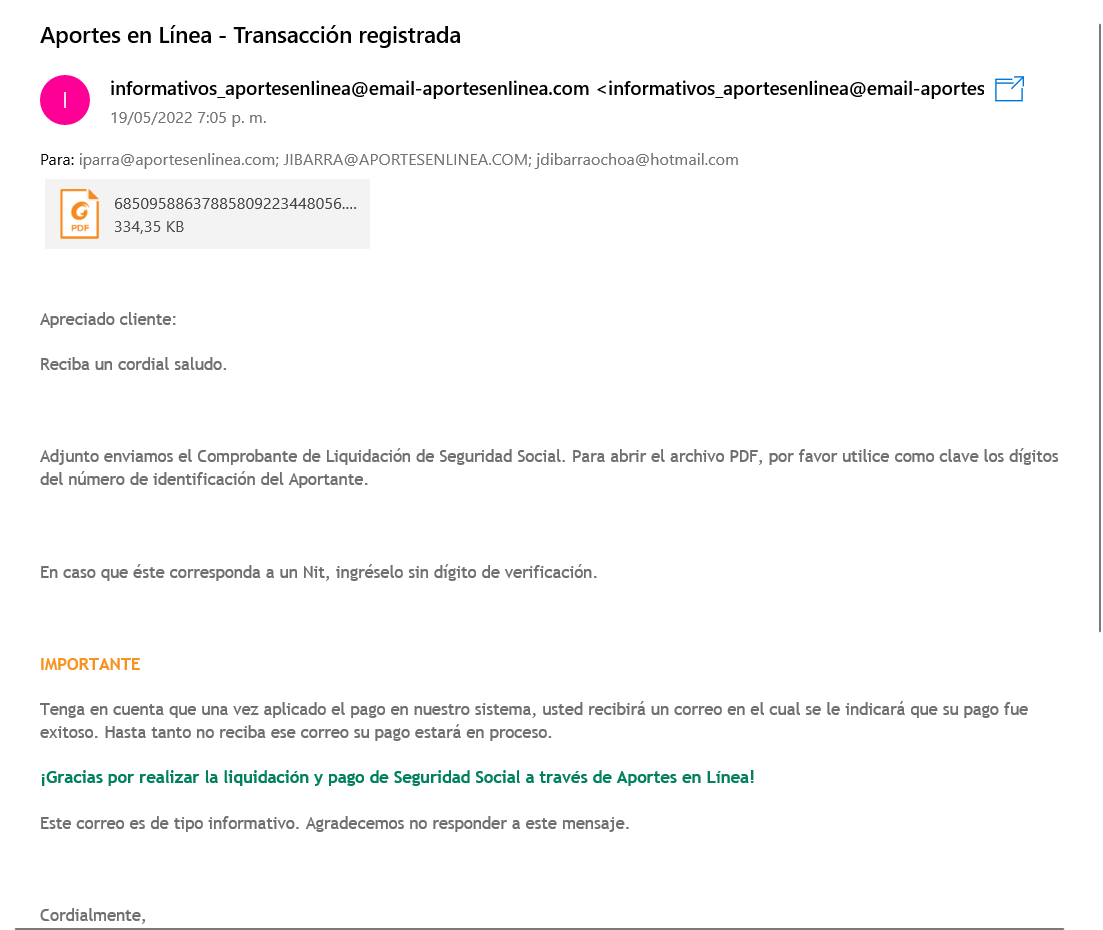 Aportes en Línea - Transacción registrada
I
informativos_aportesenlinea@email-aportesenlinea.com <informativos_aportesenlinea@email-aportes
19/05/2022 7:05 p. m.
Para: iparra@aportesenlinea.com; JIBARRA@APORTESENLINEA.COM; jdibarraochoa@hotmail.com
68509588637885809223448056....
PDF
334,35 KB
Apreciado cliente:
Reciba un cordial saludo.
Adjunto enviamos el Comprobante de Liquidación de Seguridad Social. Para abrir el archivo PDF, por favor utilice como clave los dígitos
del número de identificación del Aportante.
En caso que éste corresponda a un Nit, ingréselo sin dígito de verificación.
IMPORTANTE
Tenga en cuenta que una vez aplicado el pago en nuestro sistema, usted recibirá un correo en el cual se le indicará que su pago fue
exitoso. Hasta tanto no reciba ese correo su pago estará en proceso.
¡Gracias por realizar la liquidación y pago de Seguridad Social a través de Aportes en Línea!
Este correo es de tipo informativo. Agradecemos no responder a este mensaje.
Cordialmente,